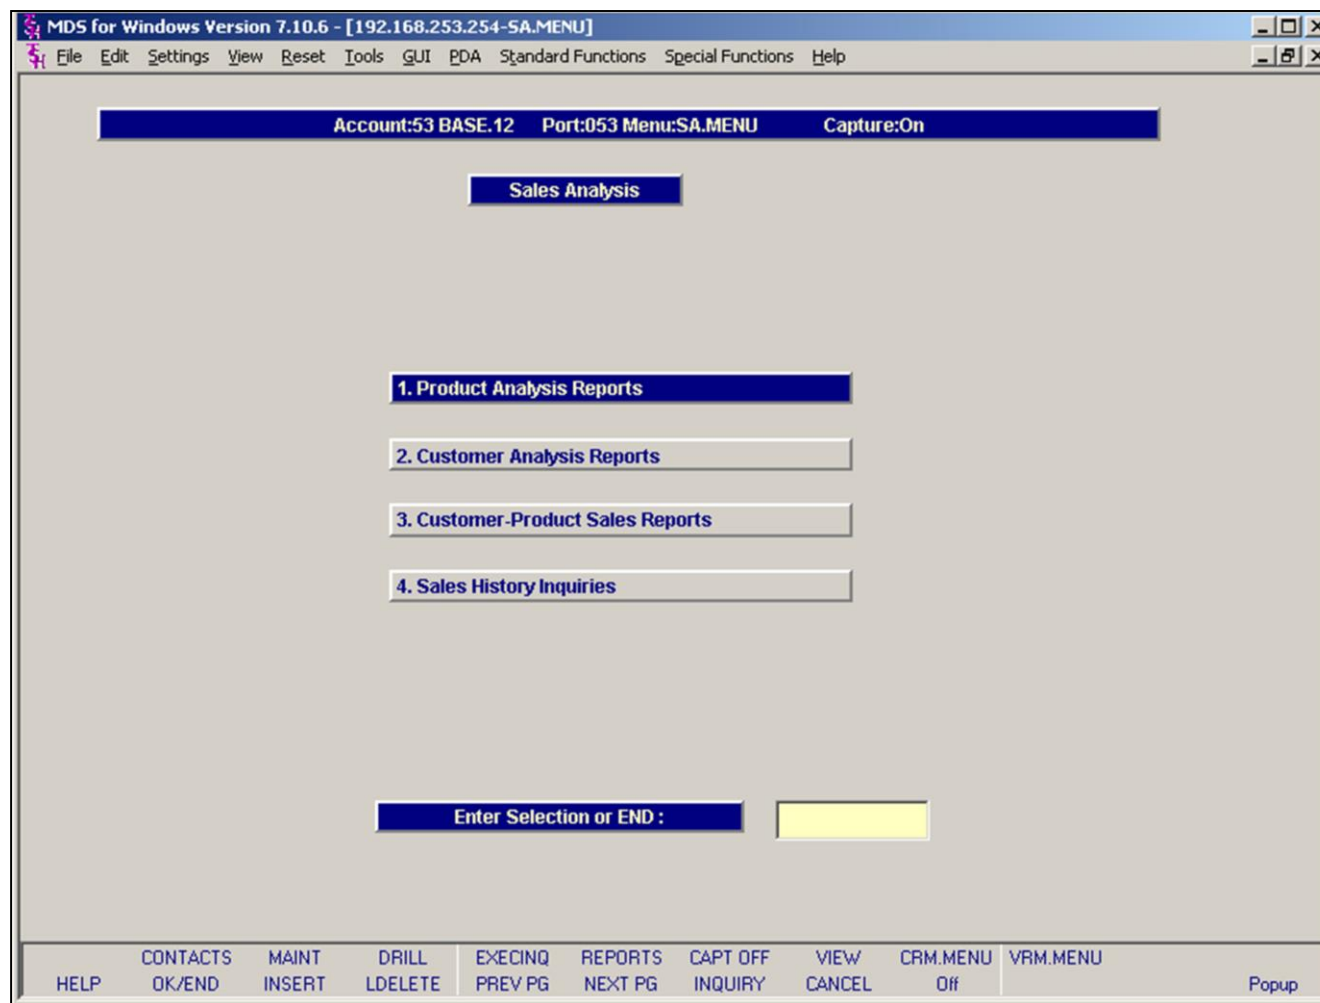 MDS for Windows Version 7.10.6 - [192.168.253.254-SA.MENU]
File Edit Settings View Reset Tools GUI PDA Standard Functions Special Functions Help
Account:53 BASE.12 Port:053 Menu:SA.MENU Capture:On
Sales Analysis
1. Product Analysis Reports
2. Customer Analysis Reports
3. Customer-Product Sales Reports
4. Sales History Inquiries
Enter Selection or END :
CONTACTS MAINT DRILL EXECINQ REPORTS CAPT OFF VIEW CRM.MENU VRM.MENU
HELP OK/END INSERT LDELETE PREV PG NEXT PG INQUIRY CANCEL Off Popup